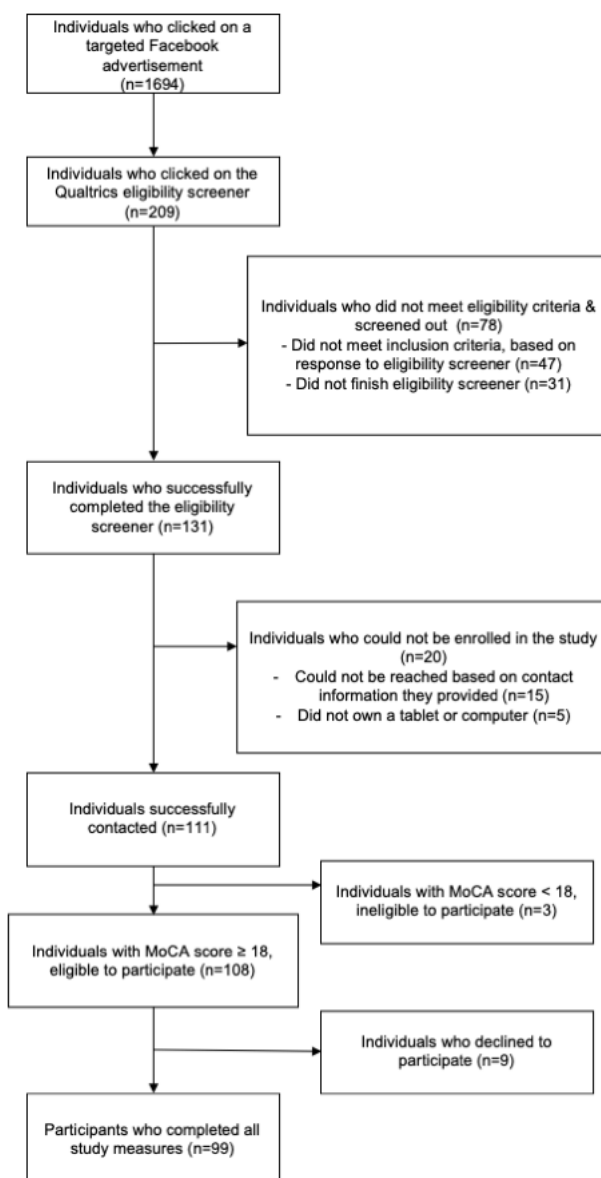 Individuals who clicked on a
targeted Facebook
advertisement
(n=1694)
Individuals who clicked on the
Qualtrics eligibility screener
(n=209)
Individuals who did not meet eligibility criteria &
screened out (n=78)
- Did not meet inclusion criteria, based on
response to eligibility screener (n=47)
- Did not finish eligibility screener (n=31)
Individuals who successfully
completed the eligibility
screener (n=131)
Individuals who could not be enrolled in the study
(n=20)
- Could not be reached based on contact
information they provided (n=15)
- Did not own a tablet or computer (n=5)
Individuals successfully
contacted (n=111)
Individuals with MoCA score < 18,
ineligible to participate (n=3)
Individuals with MoCA score ≥ 18,
eligible to participate (n=108)
Individuals who declined to
participate (n=9)
Participants who completed all
study measures (n=99)